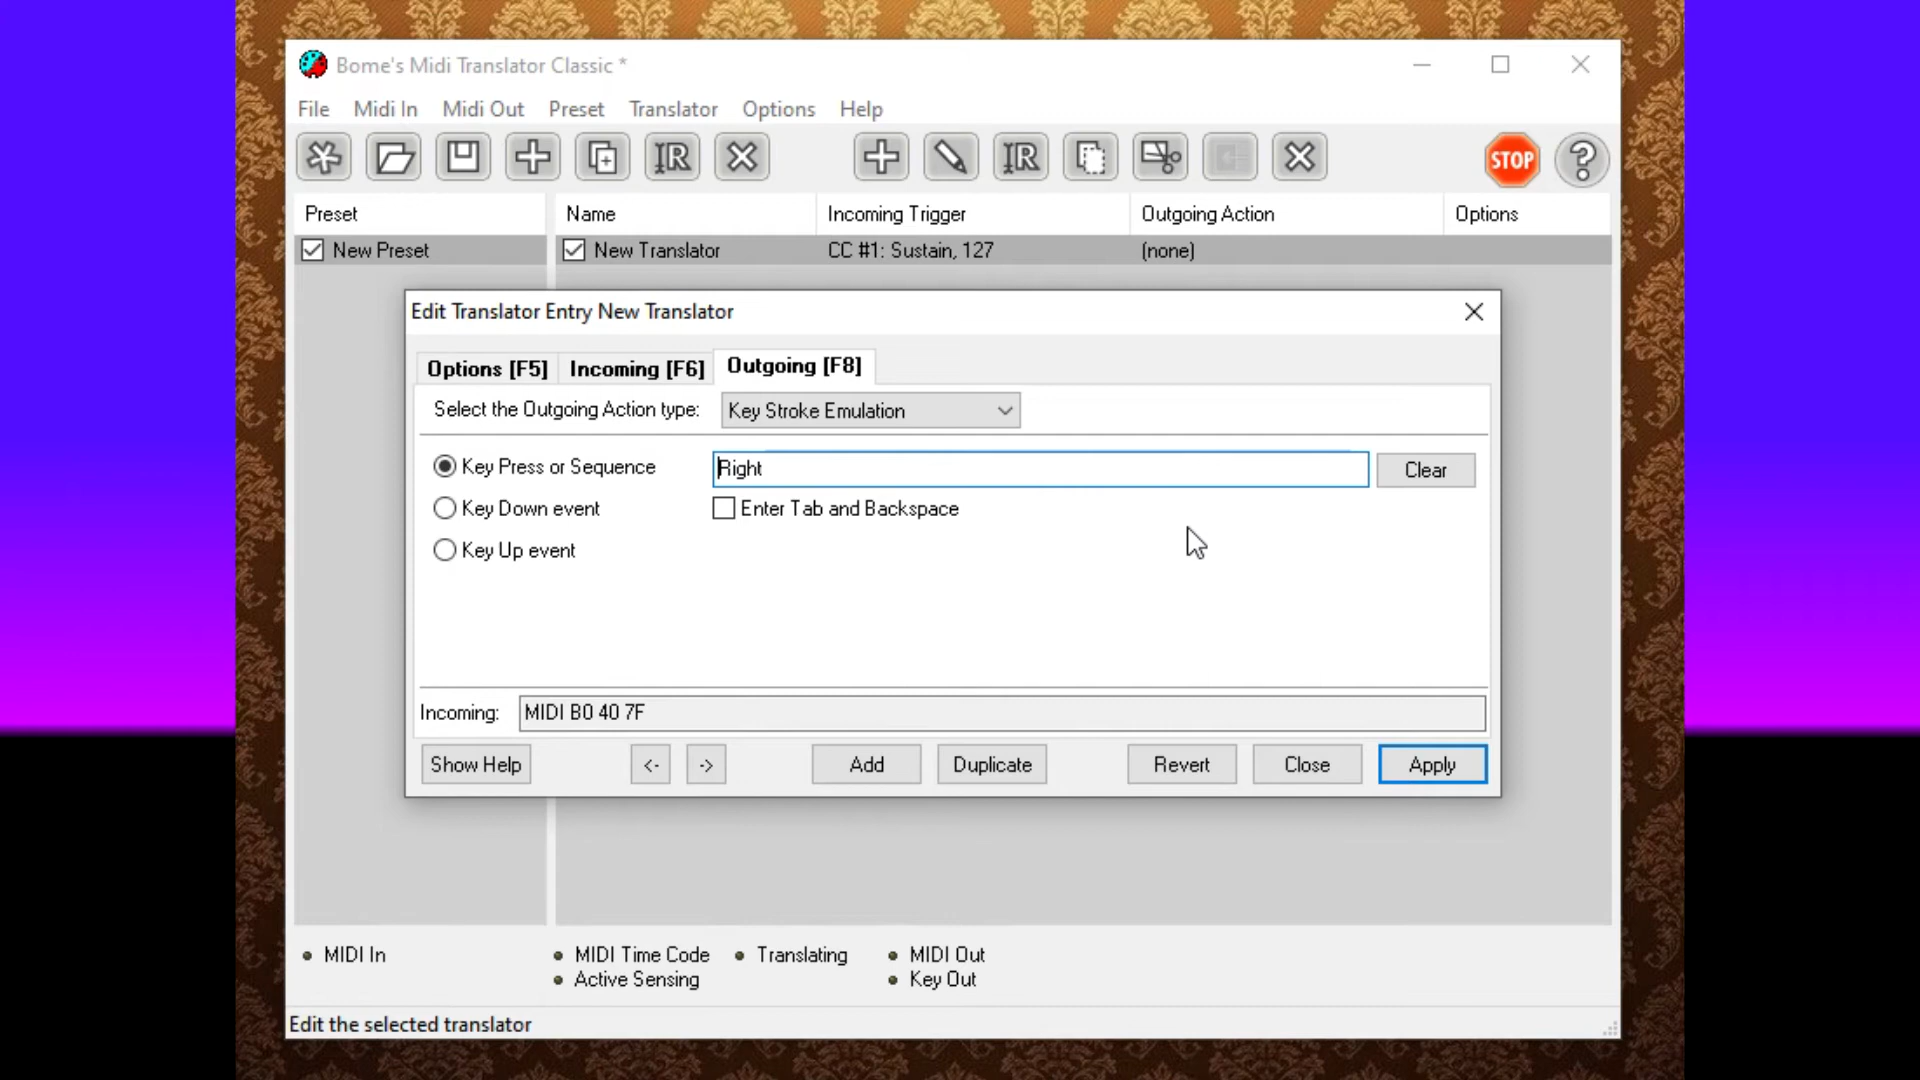 Bome's Midi Translator Classic *
File Midi In Midi Out Preset Translator Options Help
IR IR STOP ?
Preset Name Incoming Trigger Outgoing Action Options
New Preset New Translator CC #1: Sustain, 127 (none)
Edit Translator Entry New Translator
Options [F5] Incoming [F6] Outgoing [F8]
Select the Outgoing Action type: Key Stroke Emulation
Key Press or Sequence Right Clear
Key Down event Enter Tab and Backspace
Key Up event
Incoming: MIDI B0 40 7F
Show Help <- -> Add Duplicate Revert Close Apply
MIDI In MIDI Time Code Translating MIDI Out
Active Sensing Key Out
Edit the selected translator